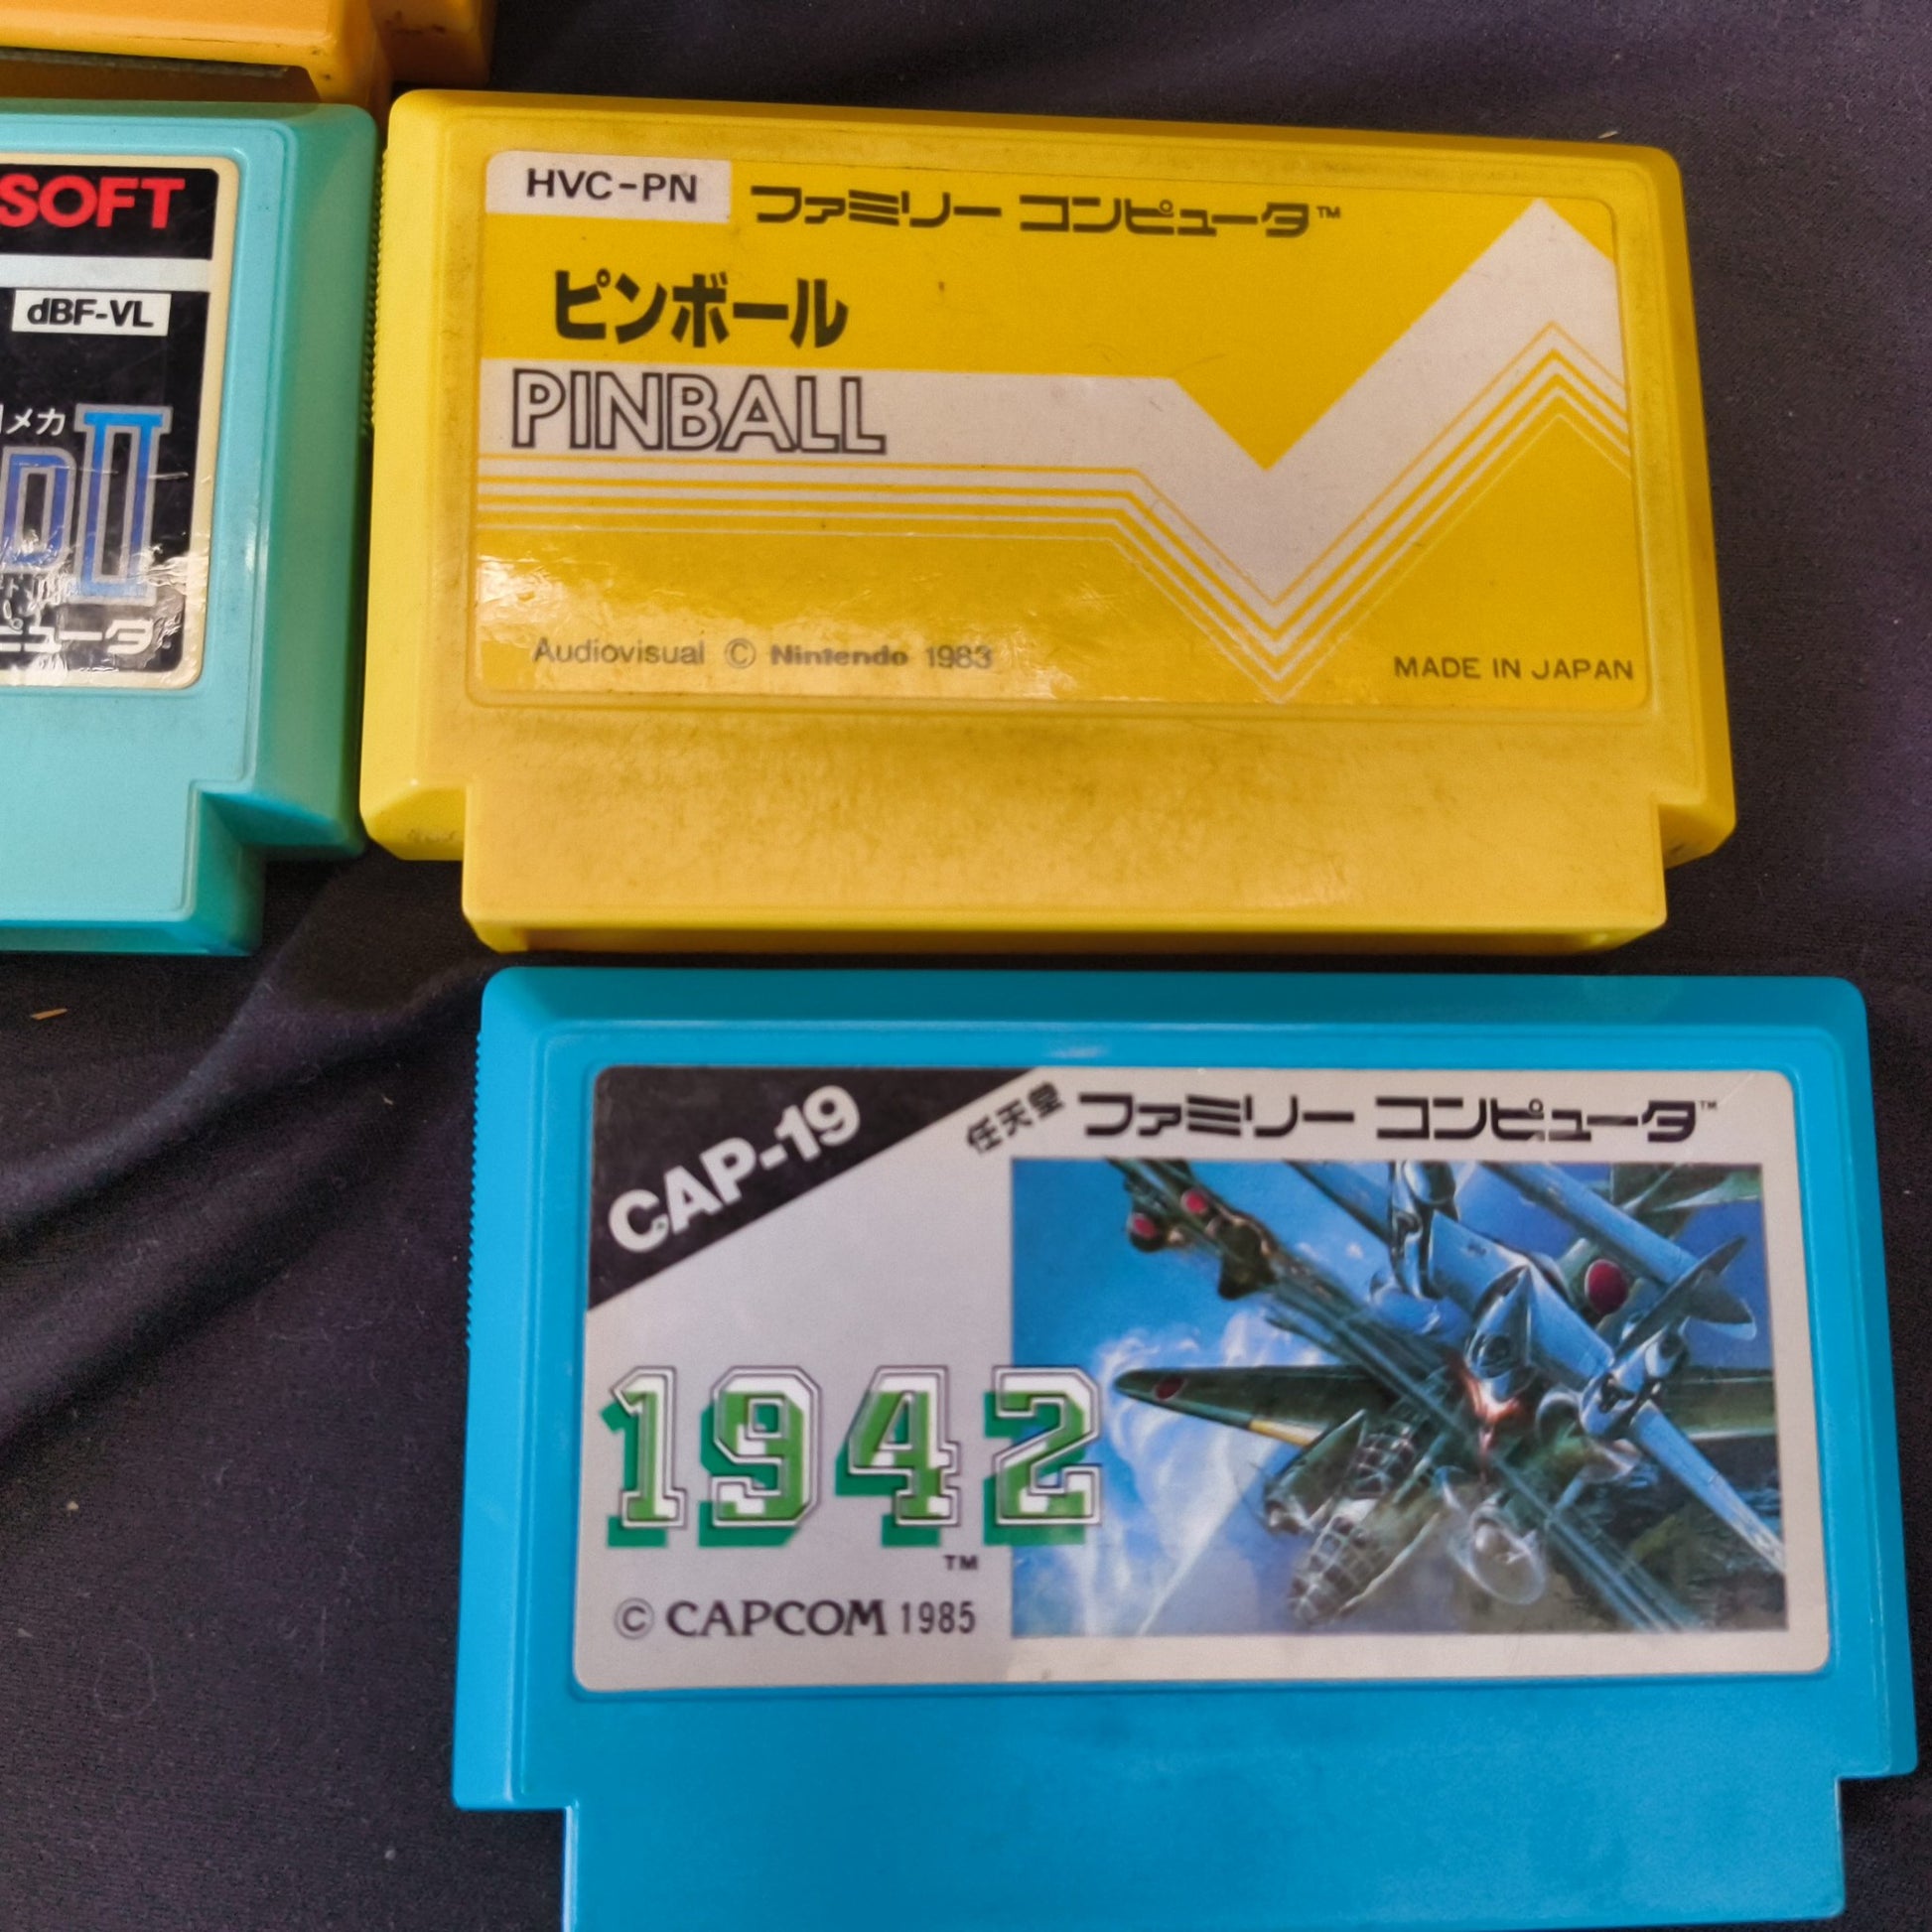 SOFT
dBF-VL
メカ
II
ピュータ
HVC-PN
ファミリー コンピュータ™
ピンボール
PINBALL
Audiovisual © Nintendo 1983
MADE IN JAPAN
CAP-19
任天堂 ファミリー コンピュータ™
1942
TM
© CAPCOM 1985